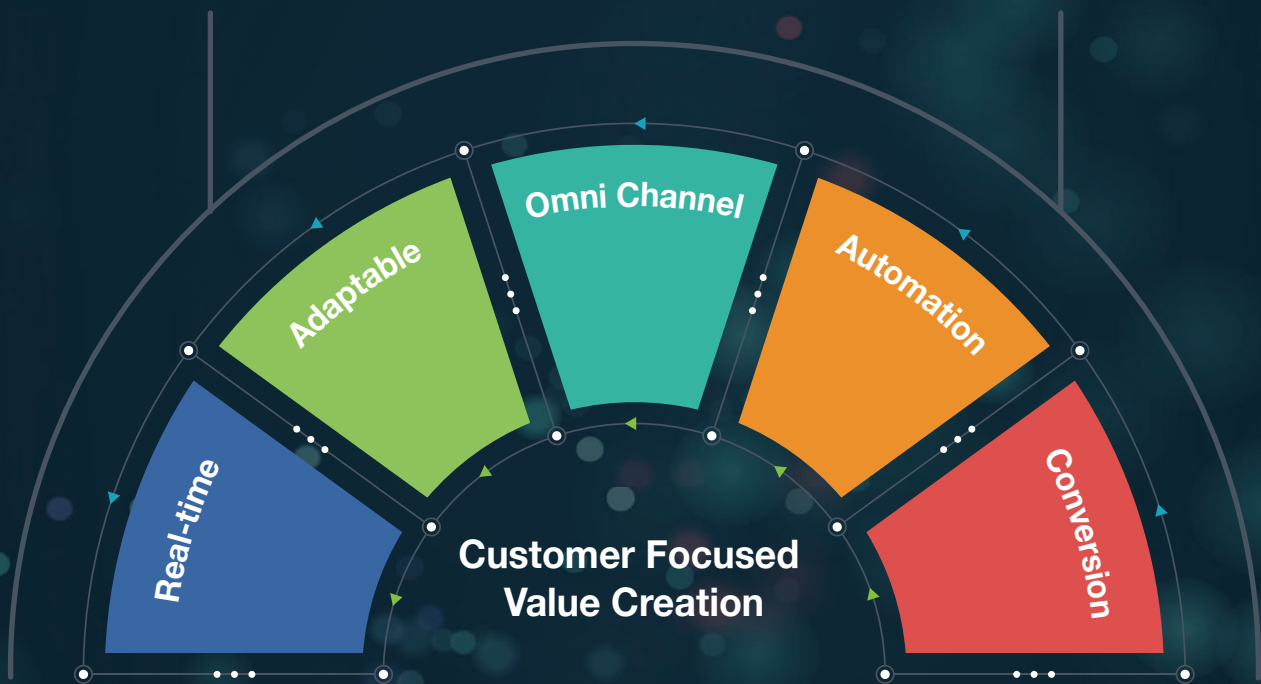 Real-time
Adaptable
Omni Channel
Automation
Conversion
Customer Focused
Value Creation